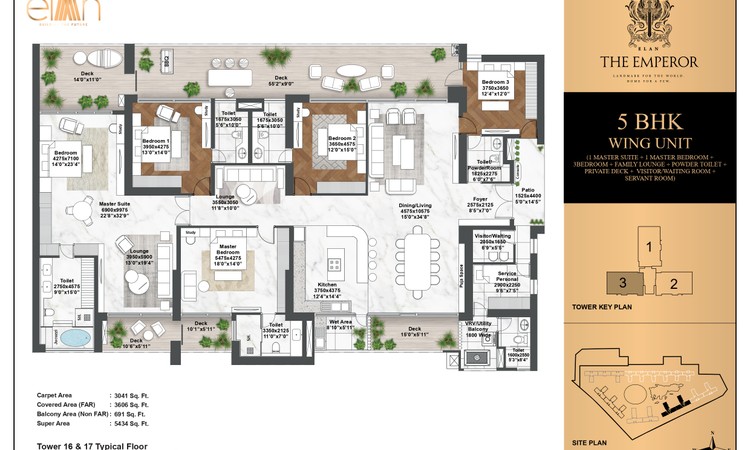 elan
Deck
14'0"x11'0"
BBQ
Deck
55'2"x9'0"
Bedroom 3
3750x3650
12'4"x12'0"
Bedroom
4275x7100
14'0"x23'4"
Study
Bedroom 1
3950x4275
13'0"x14'0"
Toilet
1675x3050
5'6"x10'0"
Toilet
1675x3050
5'6"x10'0"
Study
Bedroom 2
3650x4575
12'0"x15'0"
Toilet
PowderRoom
1825x2275
6'0"x7'6"
Master Suite
6900x9975
22'8"x32'9"
Lounge
3550x3050
11'8"x10'0"
Dining/Living
4575x10575
15'0"x34'8"
Foyer
2575x2125
8'5"x7'0"
Patio
1525x4400
5'0"x14'5"
Lounge
3950x5900
13'0"x19'4"
Study
Master
Bedroom
5475x4275
18'0"x14'0"
Visitor/Waiting
2050x1650
Toilet
2750x4575
9'0"x15'0"
Kitchen
3750x4375
12'4"x14'4"
Puja Space
Service
Personal
2900x2250
9'6"x7'5"
Deck
10'6"x5'11"
Deck
10'1"x5'11"
Toilet
3350x2125
11'0"x7'0"
Wet Area
8'10"x5'11"
Deck
15'0"x5'11"
VRV/Utility
Balcony
1800 Wide
Toilet
1600x2550
5'3"x8'4"
Carpet Area : 3041 Sq. Ft.
Covered Area (FAR) : 3606 Sq. Ft.
Balcony Area (Non FAR) : 691 Sq. Ft.
Super Area : 5434 Sq. Ft.
Tower 16 & 17 Typical Floor
ELAN
THE EMPEROR
LANDMARK FOR THE WORLD.
HOME FOR A FEW.
5 BHK
WING UNIT
(1 MASTER SUITE + 1 MASTER BEDROOM +
3BEDROOM + FAMILY LOUNGE + POWDER TOILET +
PRIVATE DECK + VISITOR/WAITING ROOM +
SERVANT ROOM)
1
3
2
TOWER KEY PLAN
SITE PLAN